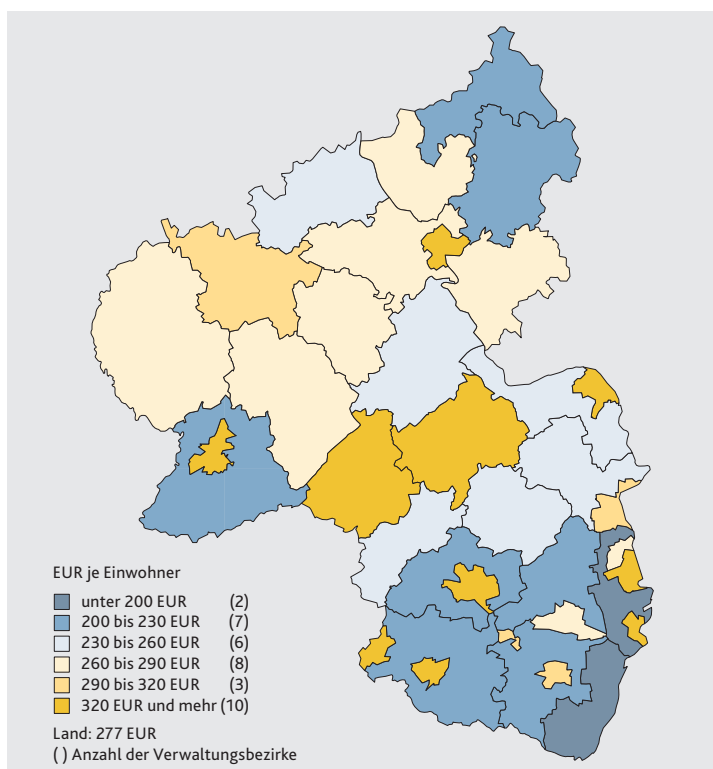 EUR je Einwohner
unter 200 EUR (2)
200 bis 230 EUR (7)
230 bis 260 EUR (6)
260 bis 290 EUR (8)
290 bis 320 EUR (3)
320 EUR und mehr (10)
Land: 277 EUR
( ) Anzahl der Verwaltungsbezirke